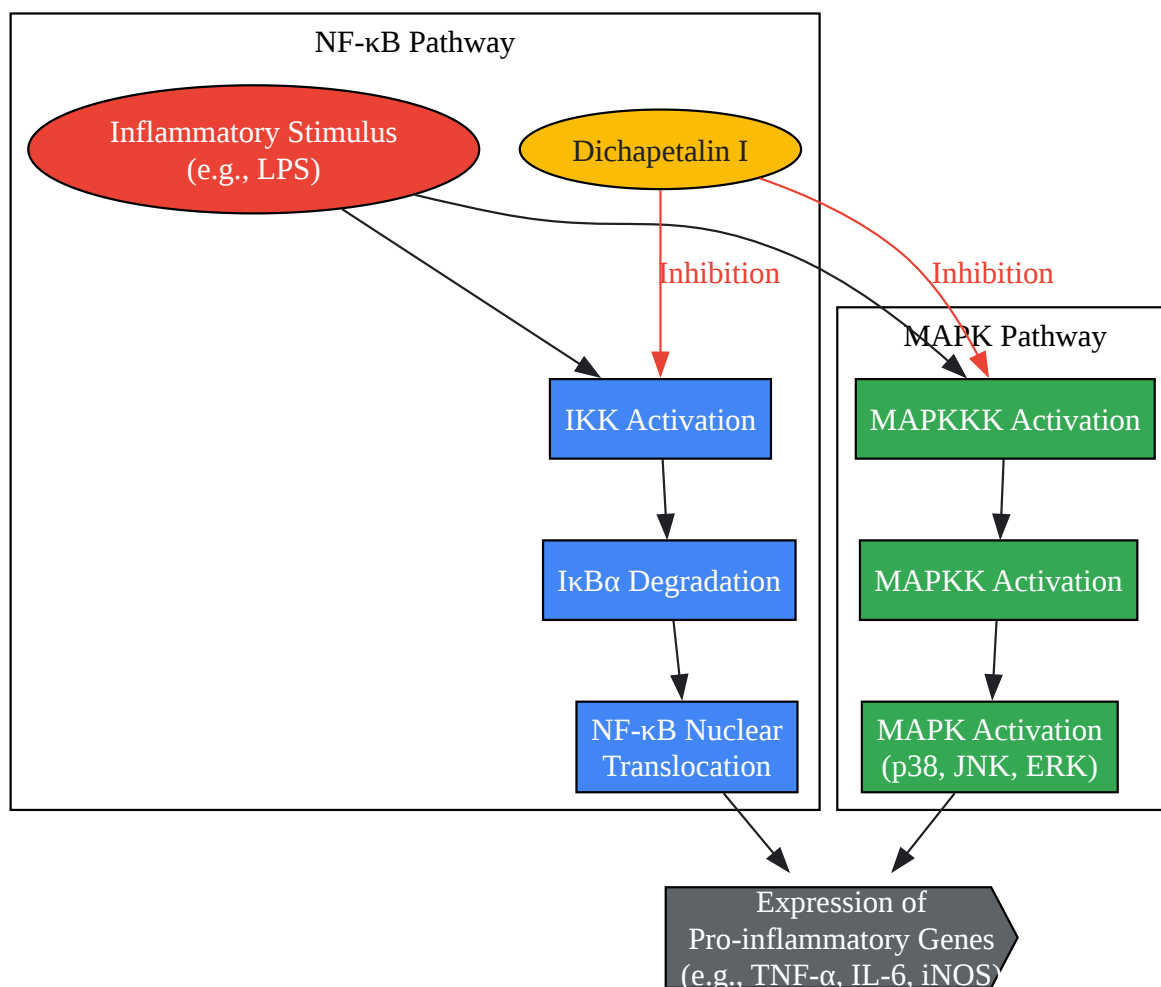 NF-κB Pathway
Inflammatory Stimulus
(e.g., LPS)
Dichapetalin I
Inhibition
Inhibition
MAPK Pathway
IKK Activation
MAPKKK Activation
IκBα Degradation
MAPKK Activation
NF-κB Nuclear
Translocation
MAPK Activation
(p38, JNK, ERK)
Expression of
Pro-inflammatory Genes
(e.g., TNF-α, IL-6, iNOS)